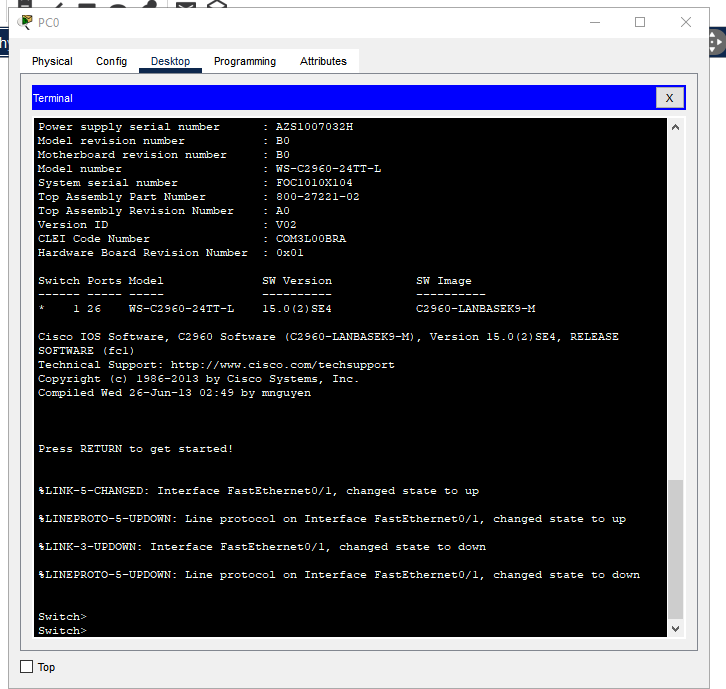 PC0
Physical Config Desktop Programming Attributes
Terminal X
Power supply serial number : AZS1007032H
Model revision number : B0
Motherboard revision number : B0
Model number : WS-C2960-24TT-L
System serial number : FOC1010X104
Top Assembly Part Number : 800-27221-02
Top Assembly Revision Number : A0
Version ID : V02
CLEI Code Number : COM3L00BRA
Hardware Board Revision Number : 0x01
Switch Ports Model SW Version SW Image
------ ----- ----- ---------- ----------
* 1 26 WS-C2960-24TT-L 15.0(2)SE4 C2960-LANBASEK9-M
Cisco IOS Software, C2960 Software (C2960-LANBASEK9-M), Version 15.0(2)SE4, RELEASE
SOFTWARE (fc1)
Technical Support: http://www.cisco.com/techsupport
Copyright (c) 1986-2013 by Cisco Systems, Inc.
Compiled Wed 26-Jun-13 02:49 by mnguyen
Press RETURN to get started!
%LINK-5-CHANGED: Interface FastEthernet0/1, changed state to up
%LINEPROTO-5-UPDOWN: Line protocol on Interface FastEthernet0/1, changed state to up
%LINK-3-UPDOWN: Interface FastEthernet0/1, changed state to down
%LINEPROTO-5-UPDOWN: Line protocol on Interface FastEthernet0/1, changed state to down
Switch>
Switch>
Top